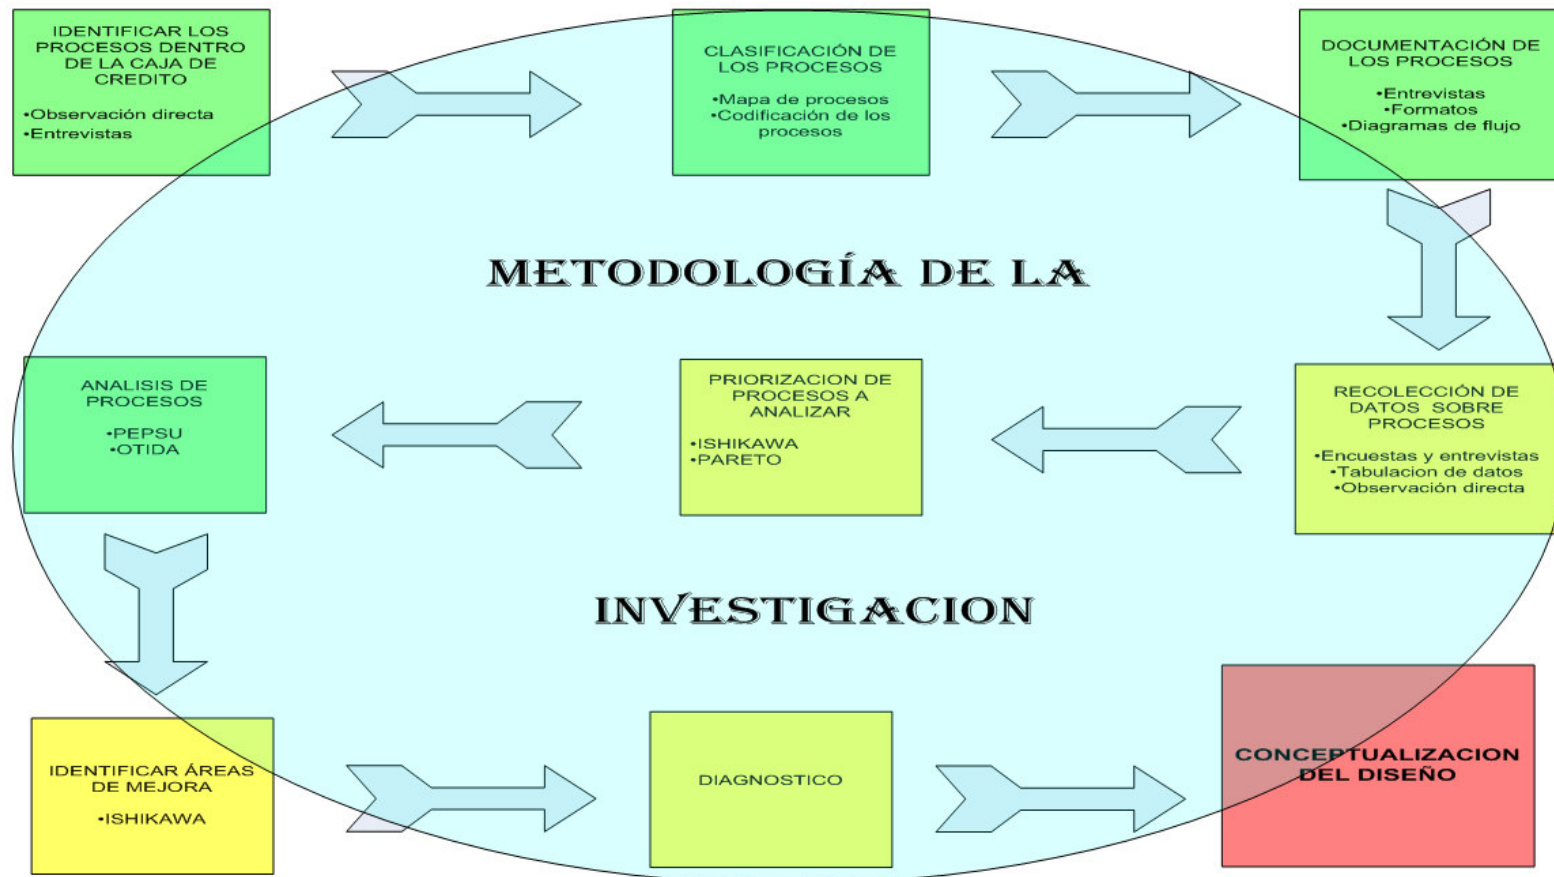 IDENTIFICAR LOS
PROCESOS DENTRO
DE LA CAJA DE
CREDITO
•Observación directa
•Entrevistas
CLASIFICACIÓN DE
LOS PROCESOS
•Mapa de procesos
•Codificación de los
procesos
DOCUMENTACIÓN DE
LOS PROCESOS
•Entrevistas
•Formatos
•Diagramas de flujo
METODOLOGÍA DE LA
ANALISIS DE
PROCESOS
•PEPSU
•OTIDA
PRIORIZACION DE
PROCESOS A
ANALIZAR
•ISHIKAWA
•PARETO
RECOLECCIÓN DE
DATOS SOBRE
PROCESOS
•Encuestas y entrevistas
•Tabulacion de datos
•Observación directa
INVESTIGACION
IDENTIFICAR ÁREAS
DE MEJORA
•ISHIKAWA
DIAGNOSTICO
CONCEPTUALIZACION
DEL DISEÑO